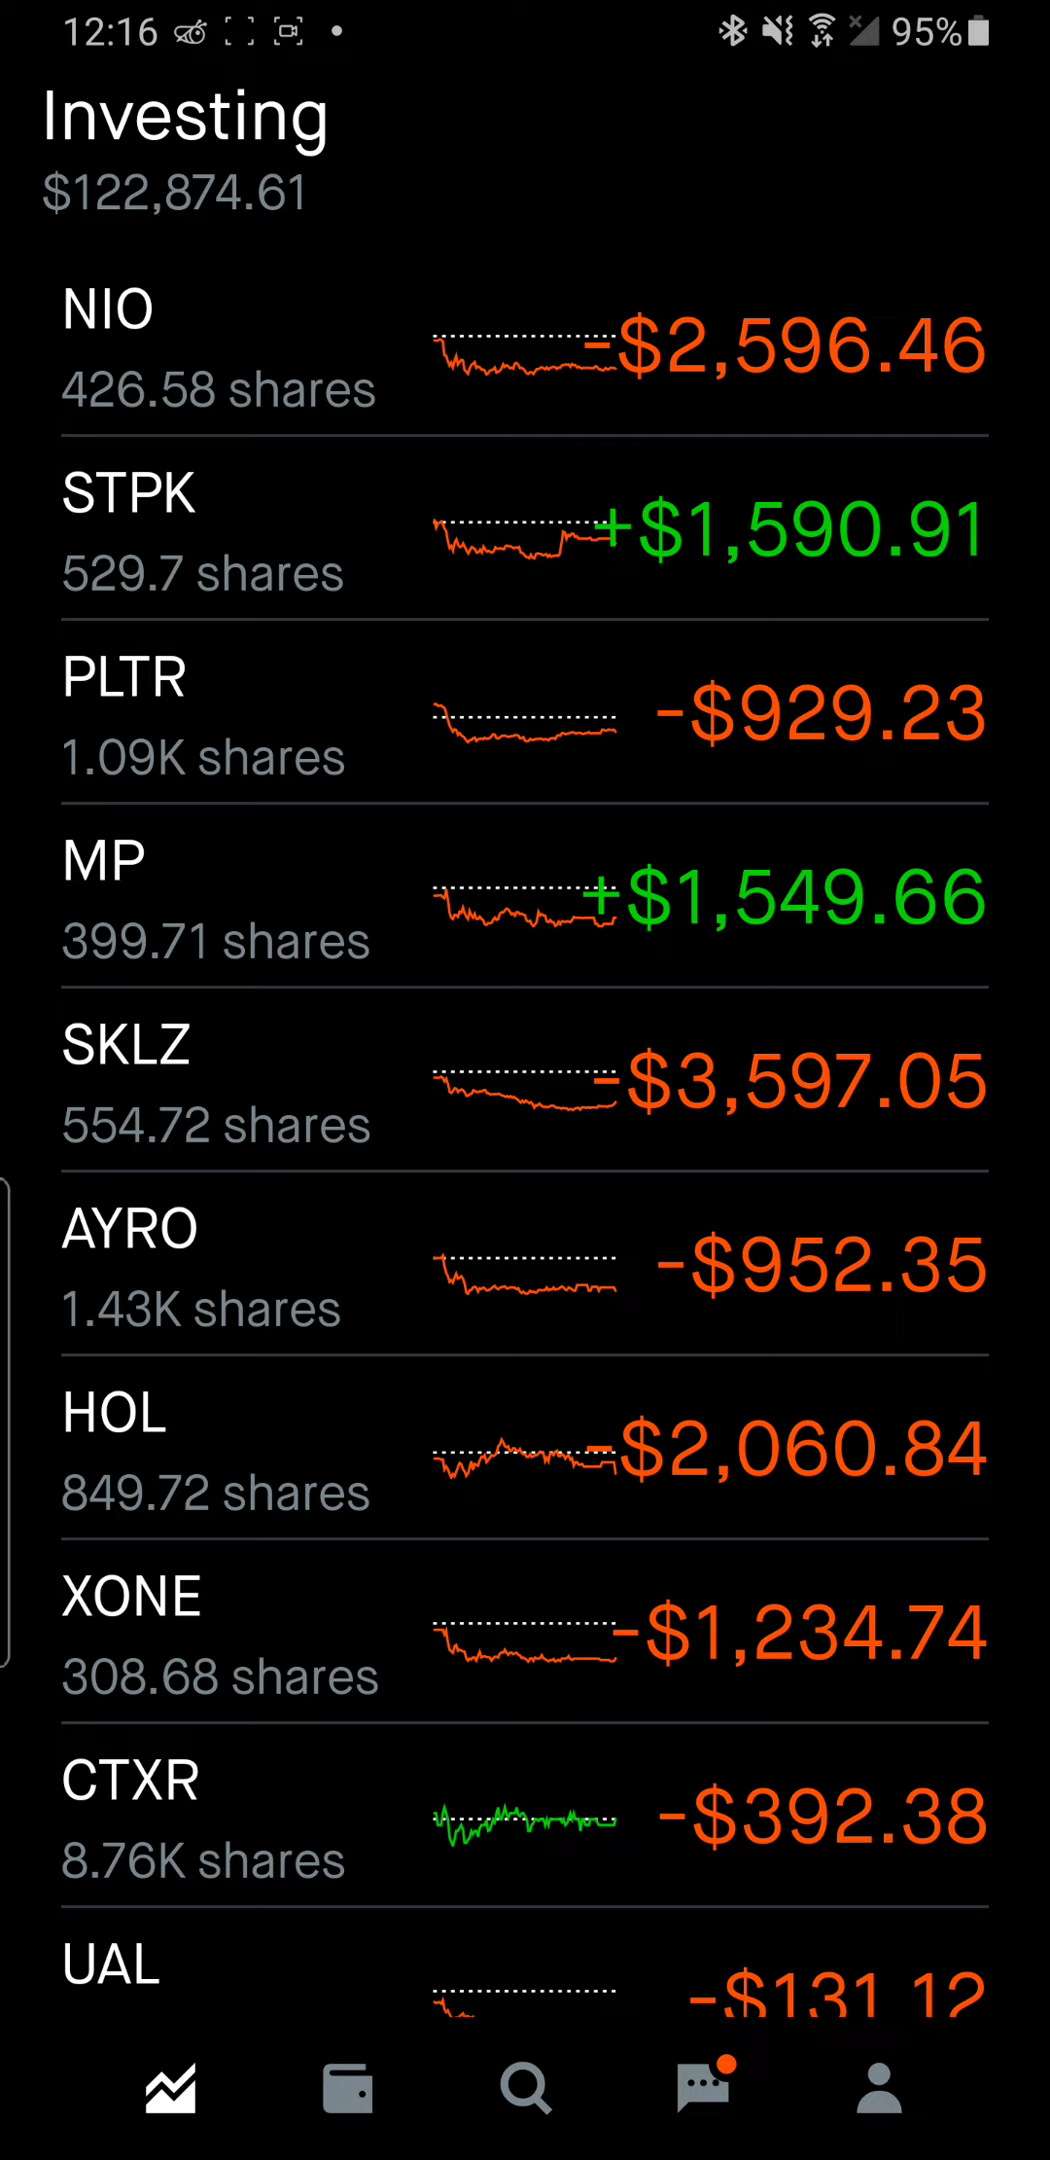 12:16 95%
Investing
$122,874.61
NIO
426.58 shares
-$2,596.46
STPK
529.7 shares
+$1,590.91
PLTR
1.09K shares
-$929.23
MP
399.71 shares
+$1,549.66
SKLZ
554.72 shares
-$3,597.05
AYRO
1.43K shares
-$952.35
HOL
849.72 shares
-$2,060.84
XONE
308.68 shares
-$1,234.74
CTXR
8.76K shares
-$392.38
UAL
-$131.12